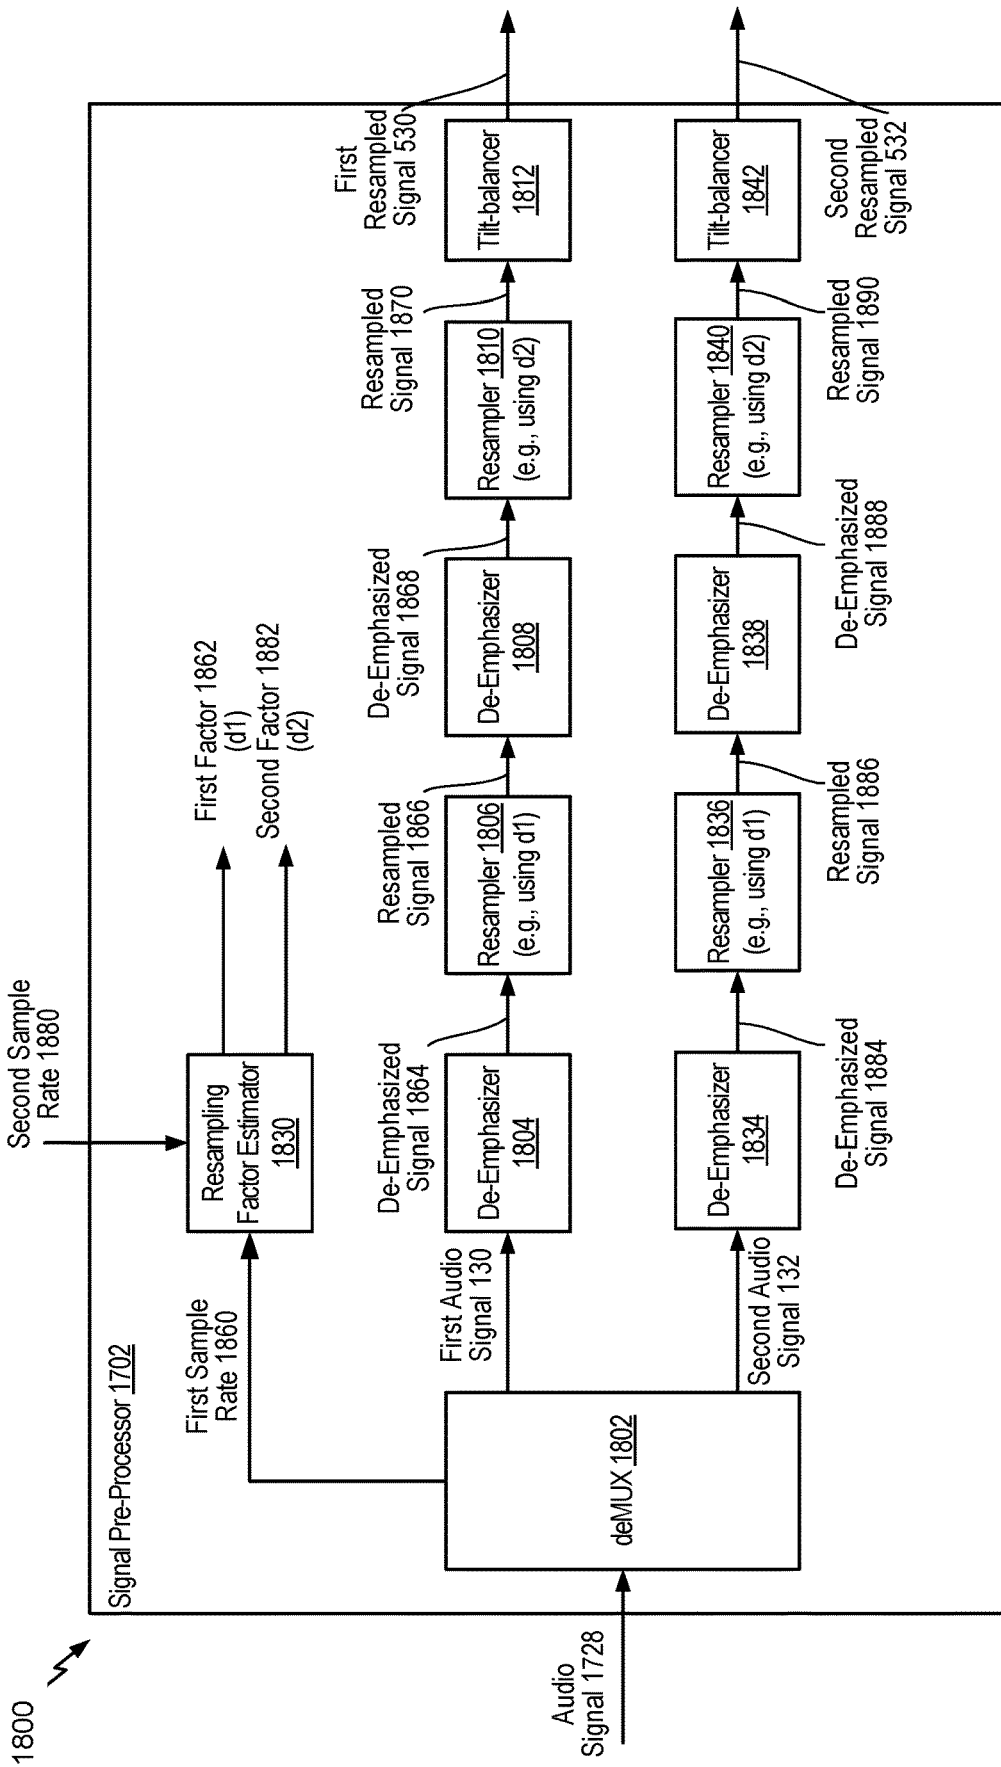 1800
Signal Pre-Processor 1702
Second Sample
Rate 1880
First Sample
Rate 1860
Resampling
Factor Estimator
1830
First Factor 1862
(d1)
Second Factor 1882
(d2)
Audio
Signal 1728
deMUX 1802
First Audio
Signal 130
De-Emphasizer
1804
De-Emphasized
Signal 1864
Resampler 1806
(e.g., using d1)
Resampled
Signal 1866
De-Emphasizer
1808
De-Emphasized
Signal 1868
Resampler 1810
(e.g., using d2)
Resampled
Signal 1870
Tilt-balancer
1812
First
Resampled
Signal 530
Second Audio
Signal 132
De-Emphasizer
1834
De-Emphasized
Signal 1884
Resampler 1836
(e.g., using d1)
Resampled
Signal 1886
De-Emphasizer
1838
De-Emphasized
Signal 1888
Resampler 1840
(e.g., using d2)
Resampled
Signal 1890
Tilt-balancer
1842
Second
Resampled
Signal 532